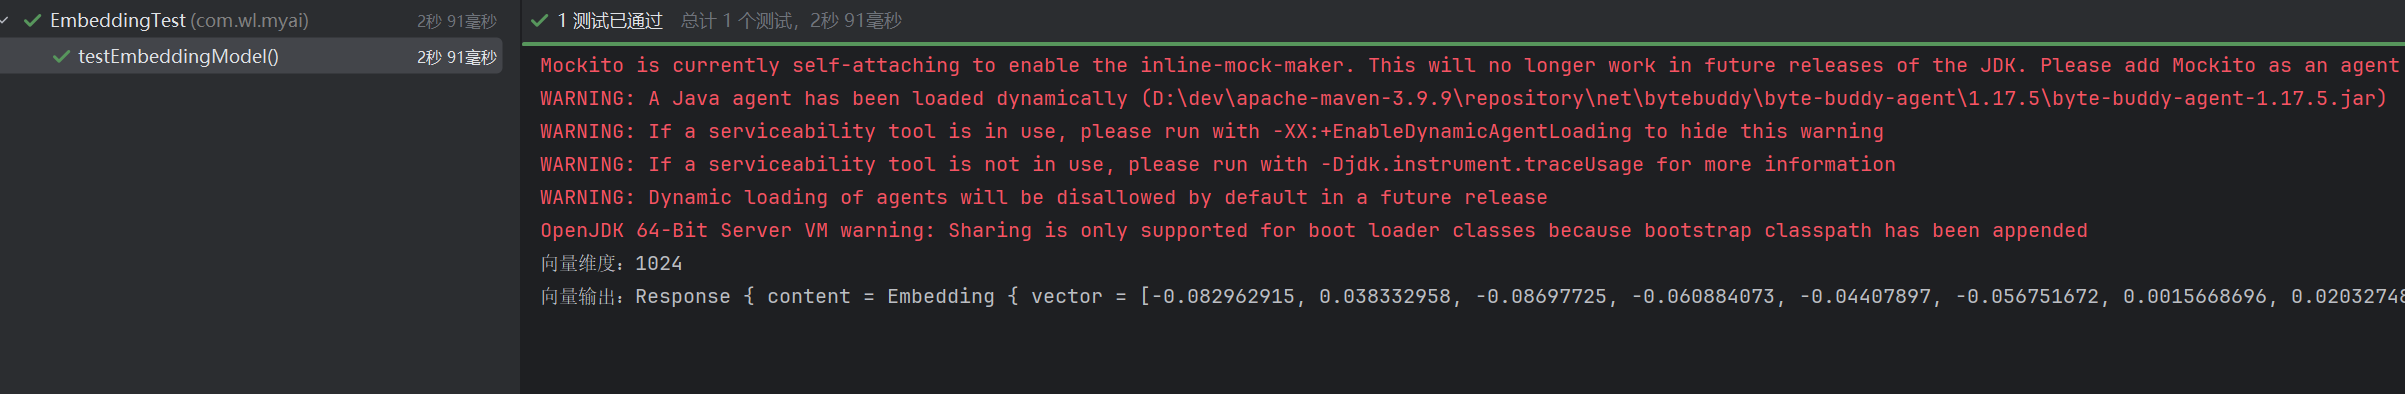 EmbeddingTest (com.wl.myai) 2秒 91毫秒
testEmbeddingModel() 2秒 91毫秒
1 测试已通过 总计 1 个测试，2秒 91毫秒
Mockito is currently self-attaching to enable the inline-mock-maker. This will no longer work in future releases of the JDK. Please add Mockito as an agent
WARNING: A Java agent has been loaded dynamically (D:\dev\apache-maven-3.9.9\repository\net\bytebuddy\byte-buddy-agent\1.17.5\byte-buddy-agent-1.17.5.jar)
WARNING: If a serviceability tool is in use, please run with -XX:+EnableDynamicAgentLoading to hide this warning
WARNING: If a serviceability tool is not in use, please run with -Djdk.instrument.traceUsage for more information
WARNING: Dynamic loading of agents will be disallowed by default in a future release
OpenJDK 64-Bit Server VM warning: Sharing is only supported for boot loader classes because bootstrap classpath has been appended
向量维度：1024
向量输出：Response { content = Embedding { vector = [-0.082962915, 0.038332958, -0.08697725, -0.060884073, -0.04407897, -0.056751672, 0.0015668696, 0.02032748